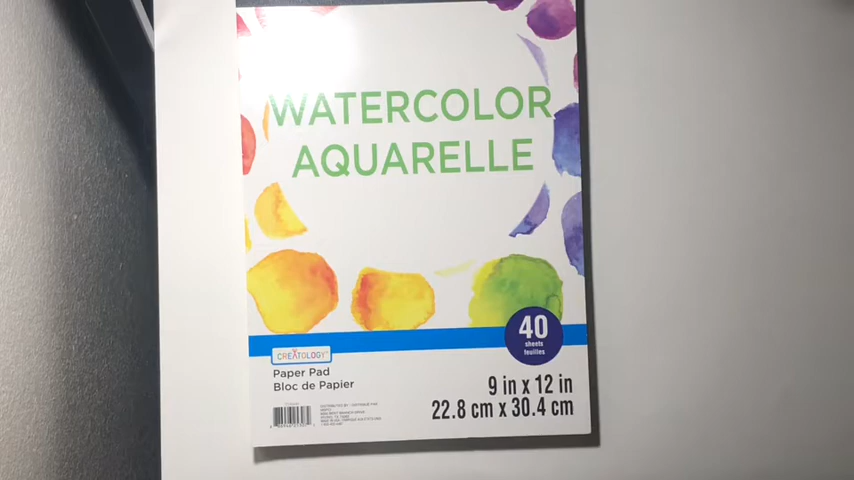 WATERCOLOR
AQUARELLE
40
sheets
feuilles
CREATOLOGY
Paper Pad
Bloc de Papier
9 in x 12 in
22.8 cm x 30.4 cm